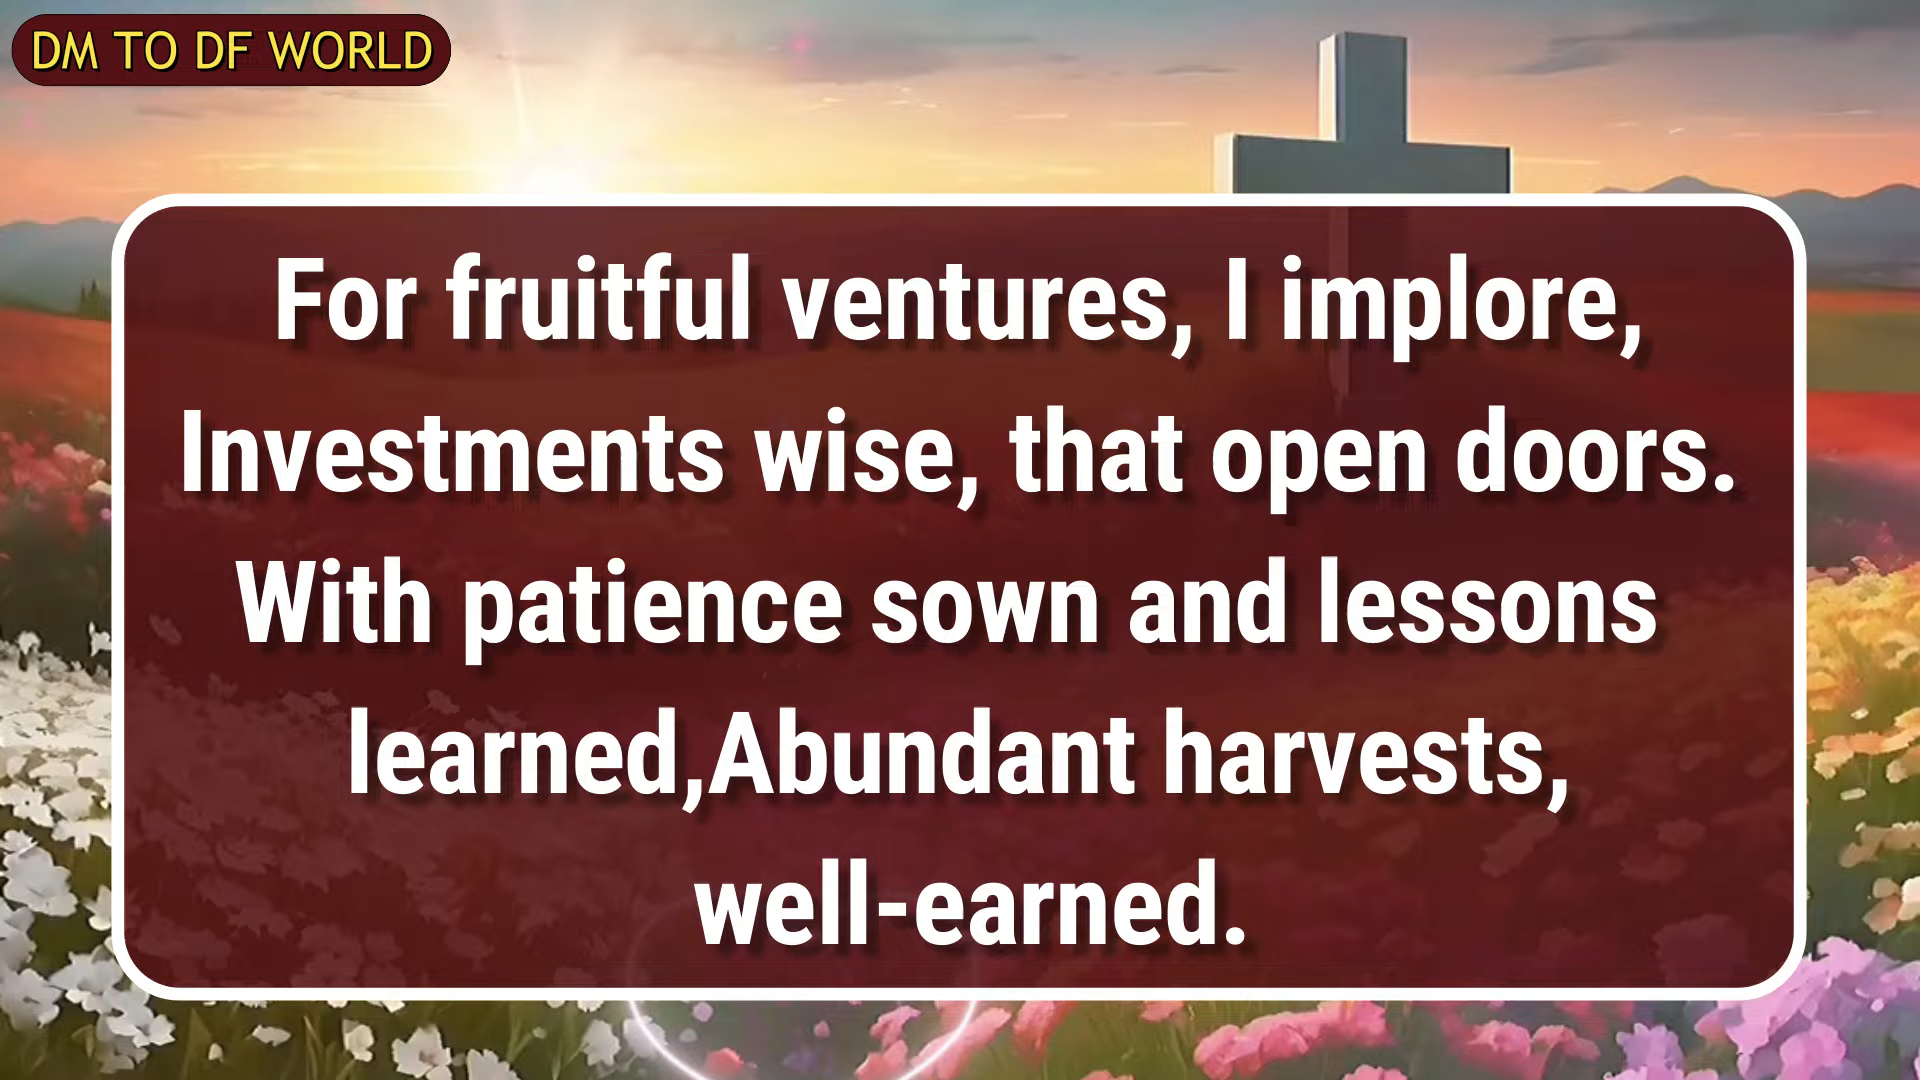 DM TO DF WORLD
For fruitful ventures, I implore,
Investments wise, that open doors.
With patience sown and lessons
learned,Abundant harvests,
well-earned.